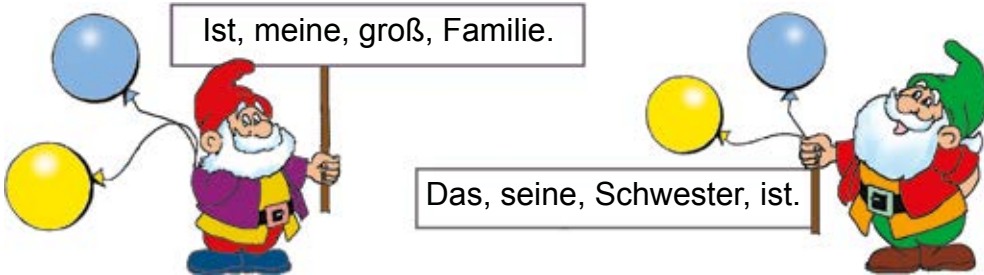 Ist, meine, groß, Familie.
Das, seine, Schwester, ist.